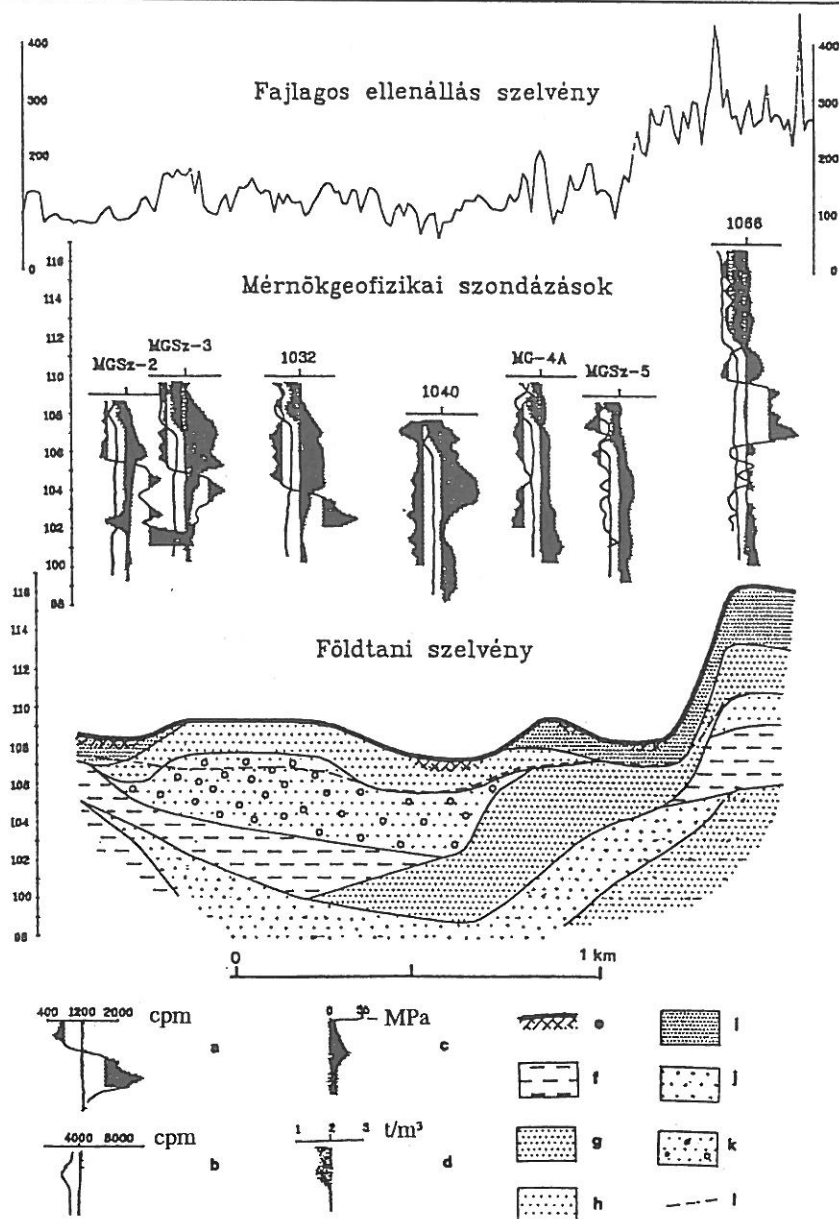 400
300
200
100
0
Fajlagos ellenállás szelvény
400
300
200
100
0
Mérnökgeofizikai szondázások
116
114
112
110
108
106
104
102
100
98
MGSz-2
MGSz-3
1032
1040
MG-4A
MGSz-5
1066
Földtani szelvény
116
114
112
110
108
106
104
102
100
98
0
1 km
400 1200 2000 cpm
a
0
MPa
c
4000 8000 cpm
b
1 2 3 t/m³
d
e
f
g
h
i
j
k
l